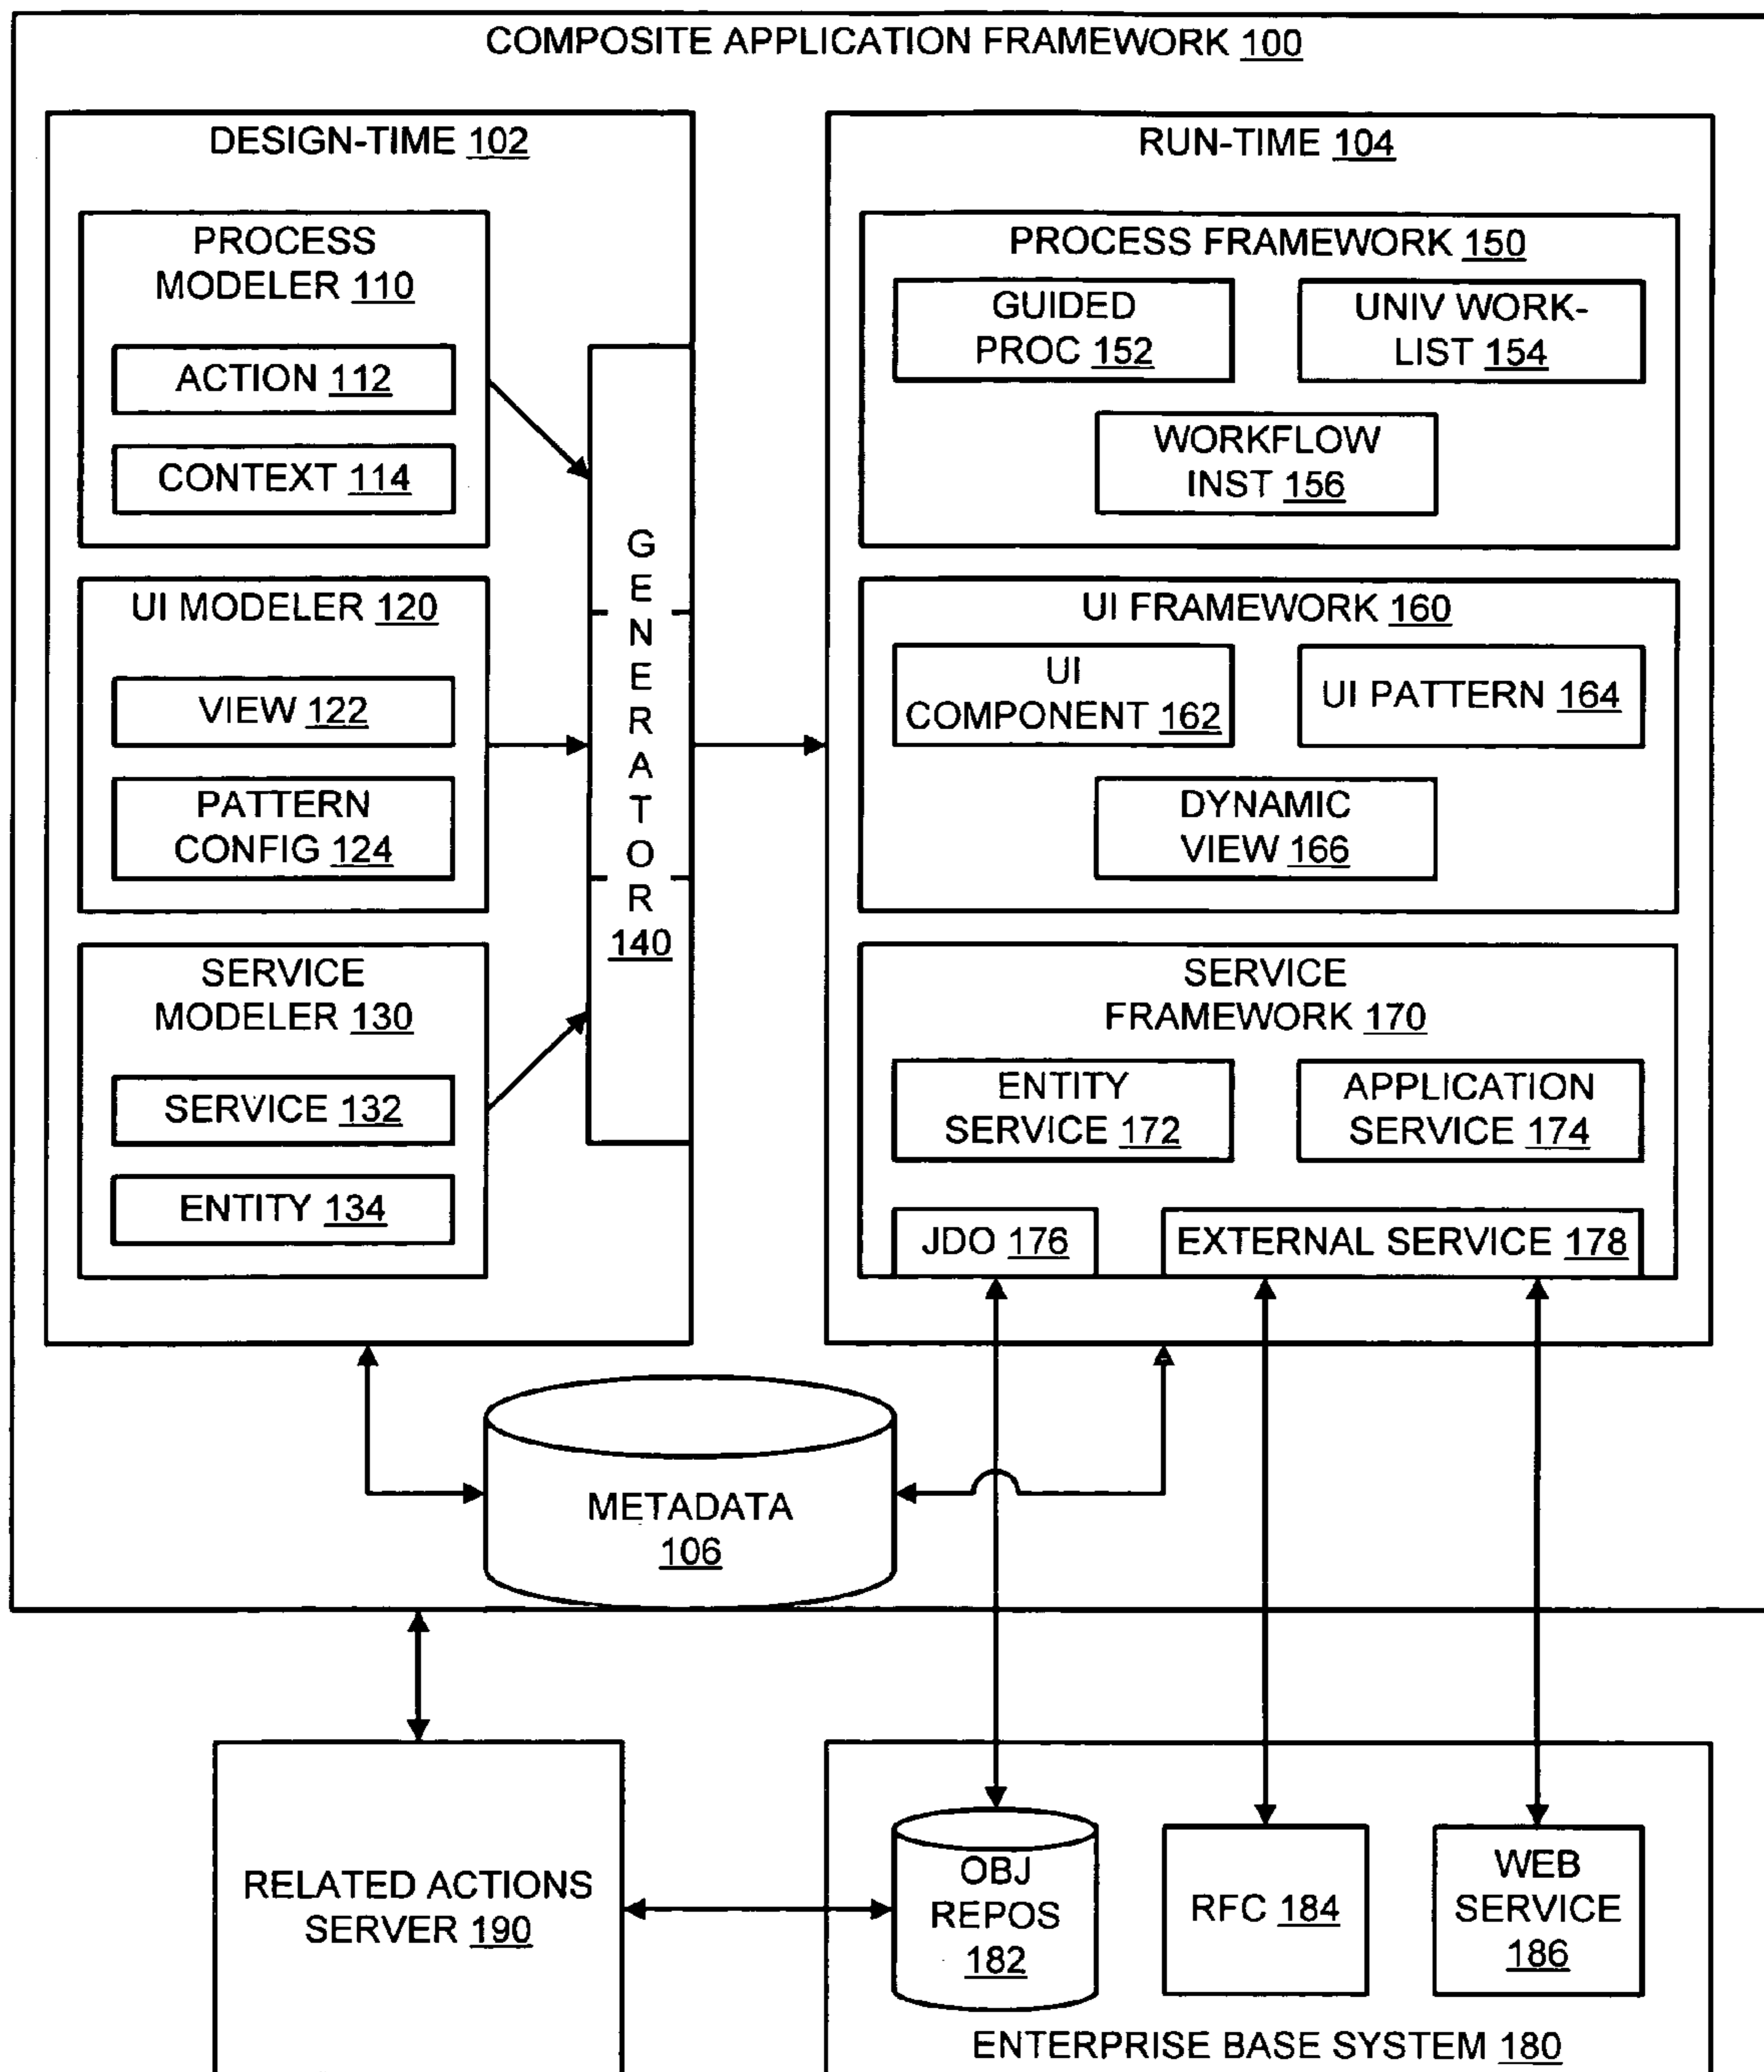 COMPOSITE APPLICATION FRAMEWORK 100
DESIGN-TIME 102
PROCESS
MODELER 110
ACTION 112
CONTEXT 114
UI MODELER 120
VIEW 122
PATTERN
CONFIG 124
SERVICE
MODELER 130
SERVICE 132
ENTITY 134
G
E
N
E
R
A
T
O
R
140
RUN-TIME 104
PROCESS FRAMEWORK 150
GUIDED
PROC 152
UNIV WORK-
LIST 154
WORKFLOW
INST 156
UI FRAMEWORK 160
UI
COMPONENT 162
UI PATTERN 164
DYNAMIC
VIEW 166
SERVICE
FRAMEWORK 170
ENTITY
SERVICE 172
APPLICATION
SERVICE 174
JDO 176
EXTERNAL SERVICE 178
METADATA
106
RELATED ACTIONS
SERVER 190
OBJ
REPOS
182
RFC 184
WEB
SERVICE
186
ENTERPRISE BASE SYSTEM 180